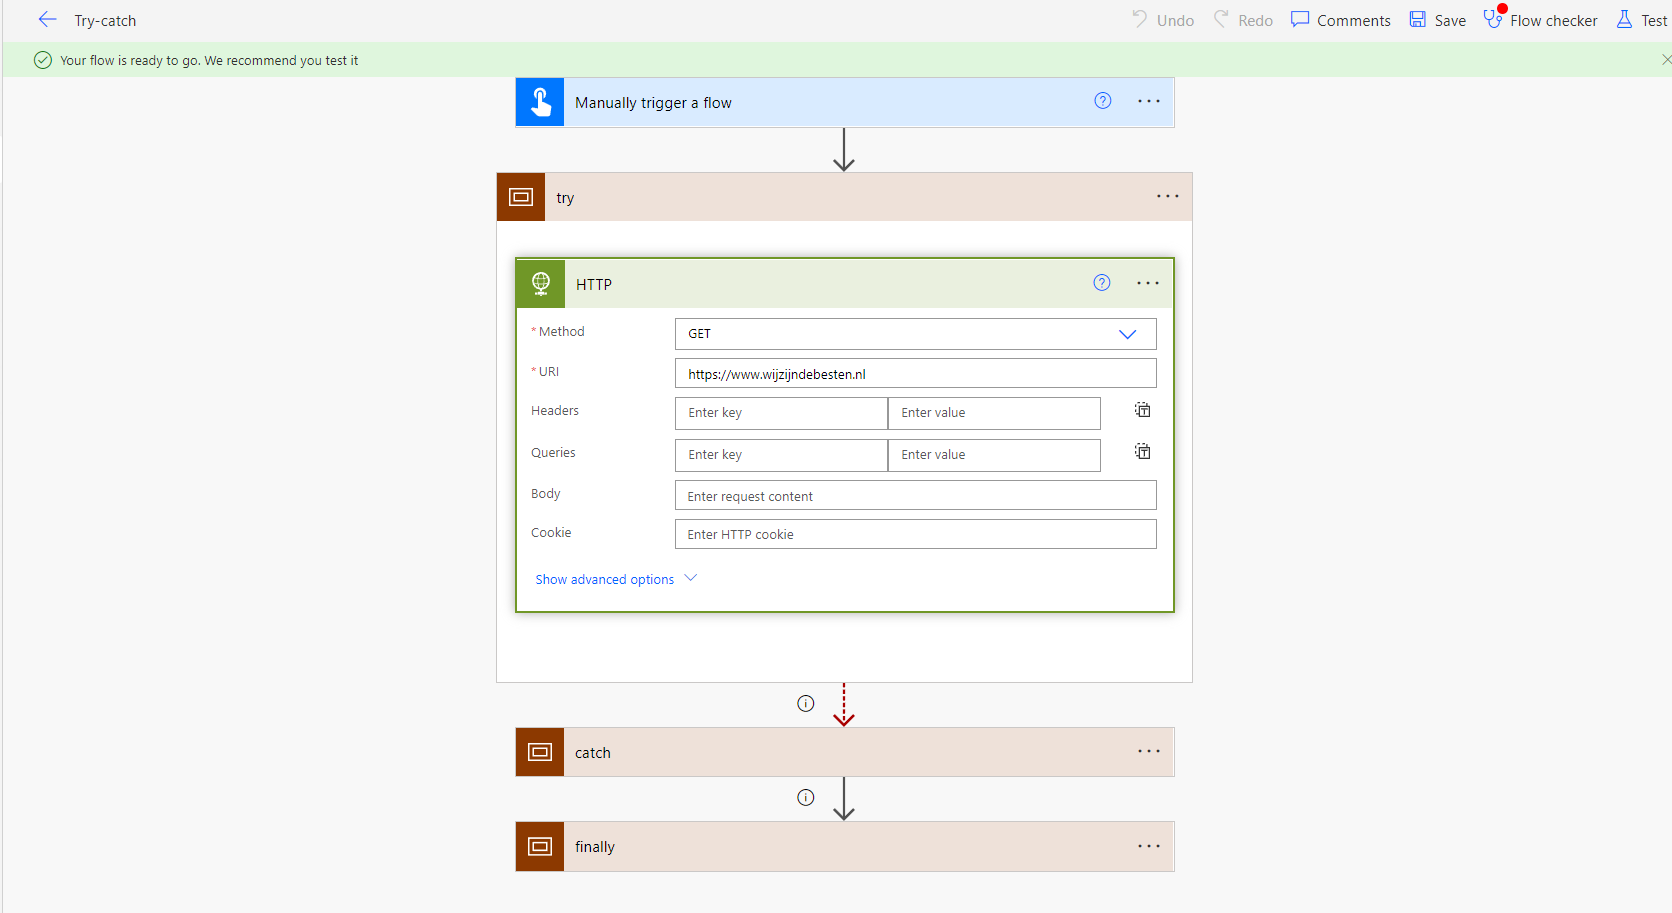 Try-catch
Undo
Redo
Comments
Save
Flow checker
Test
Your flow is ready to go. We recommend you test it
Manually trigger a flow
try
HTTP
* Method
GET
* URI
https://www.wijzijndebesten.nl
Headers
Enter key
Enter value
Queries
Enter key
Enter value
Body
Enter request content
Cookie
Enter HTTP cookie
Show advanced options
catch
finally